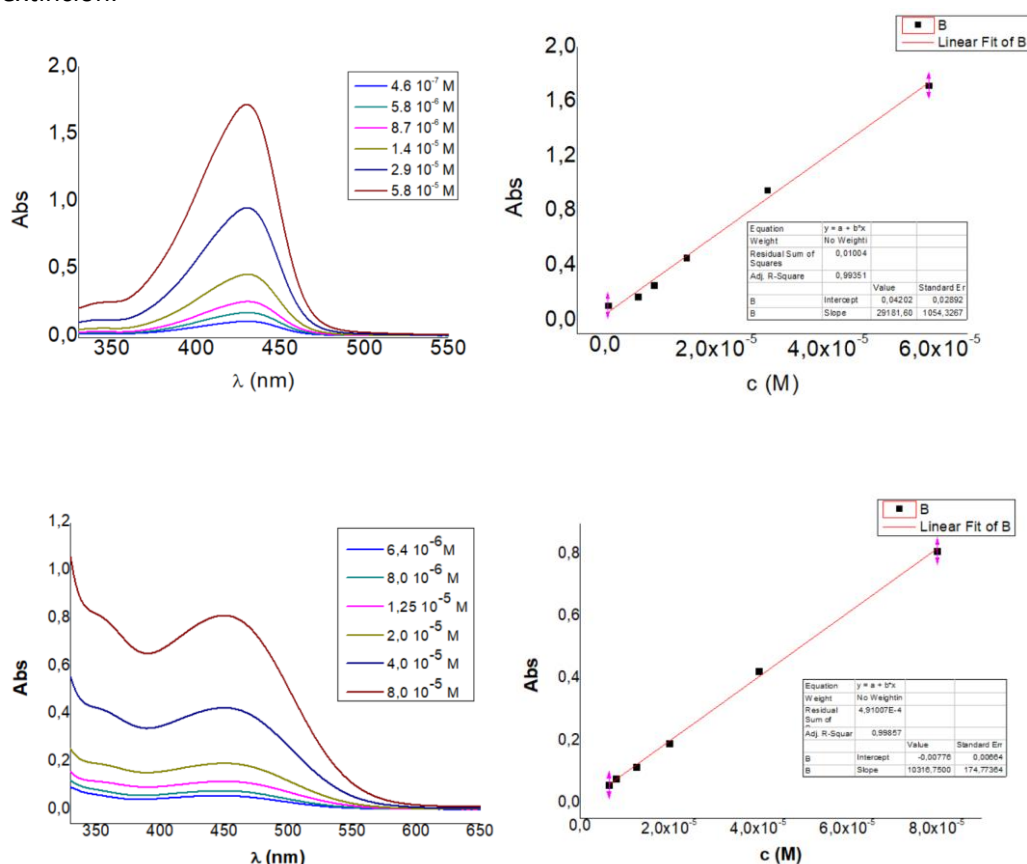 extinción.
B
Linear Fit of B
2,0
1,5
1,0
0,5
0,0
Abs
4.6 10⁻⁷ M
5.8 10⁻⁶ M
8.7 10⁻⁶ M
1.4 10⁻⁵ M
2.9 10⁻⁵ M
5.8 10⁻⁵ M
350 400 450 500 550
λ (nm)
2,0
1,6
1,2
0,8
0,4
0,0
Abs
Equation y = a + b*x
Weight No Weighti
Residual Sum of Squares 0,01004
Adj. R-Square 0,99351
Value Standard Er
B Intercept 0,04202 0,02892
B Slope 29181,60 1054,3267
0,0 2,0x10⁻⁵ 4,0x10⁻⁵ 6,0x10⁻⁵
c (M)
1,2
1,0
0,8
0,6
0,4
0,2
0,0
Abs
6,4 10⁻⁶ M
8,0 10⁻⁶ M
1,25 10⁻⁵ M
2,0 10⁻⁵ M
4,0 10⁻⁵ M
8,0 10⁻⁵ M
350 400 450 500 550 600 650
λ (nm)
B
Linear Fit of B
0,8
0,6
0,4
0,2
0,0
Abs
Equation y = a + b*x
Weight No Weightin
Residual Sum of 4,91007E-4
Adj. R-Squar 0,99857
Value Standard Err
B Intercept -0,00776 0,00664
B Slope 10316,7500 174,77364
0,0 2,0x10⁻⁵ 4,0x10⁻⁵ 6,0x10⁻⁵ 8,0x10⁻⁵
c (M)